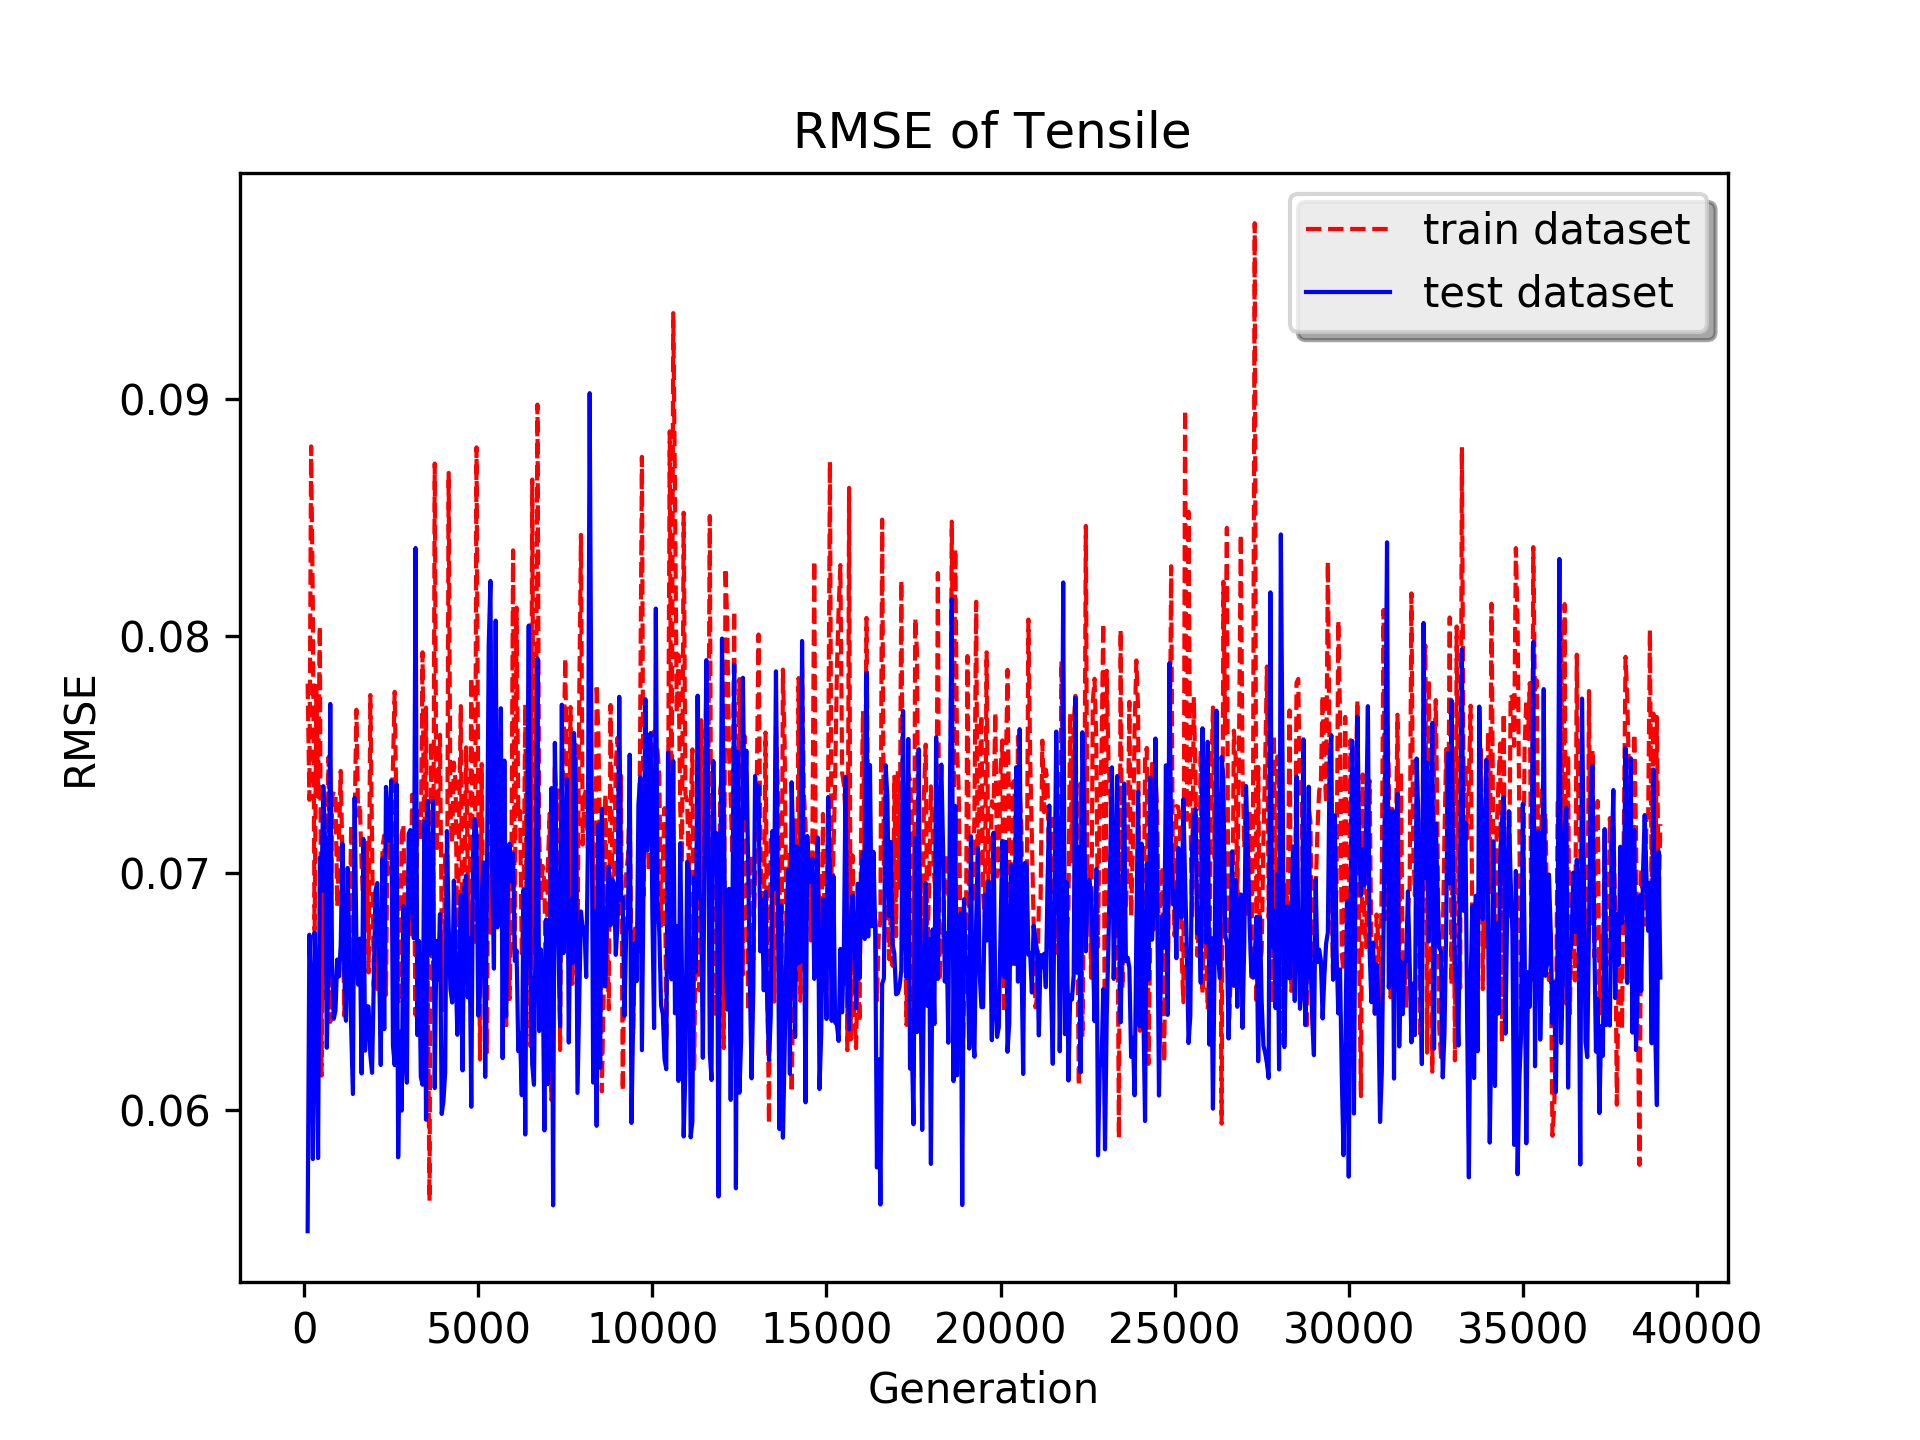 RMSE of Tensile
train dataset
test dataset
0.09
0.08
0.07
0.06
RMSE
0 5000 10000 15000 20000 25000 30000 35000 40000
Generation